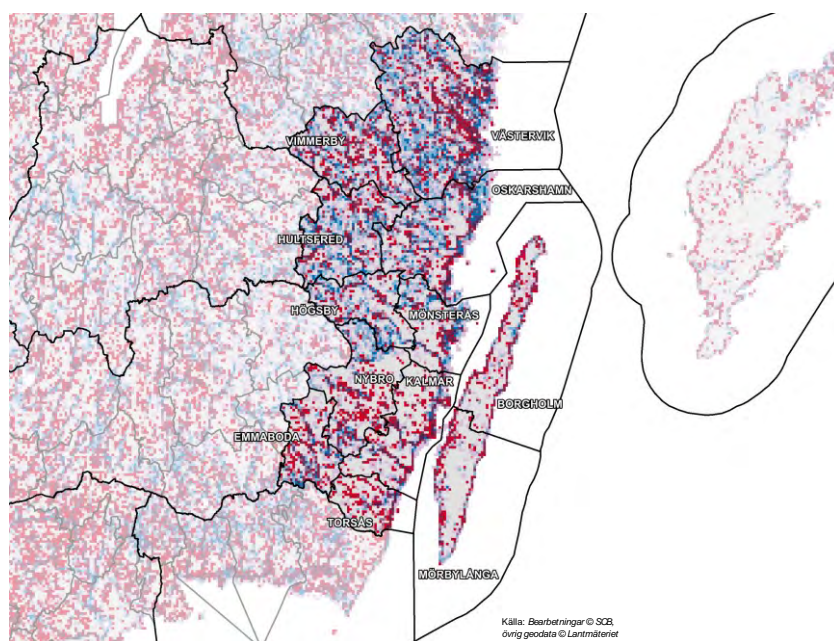 VÄSTERVIK
VIMMERBY
OSKARSHAMN
HULTSFRED
HÖGSBY
MÖNSTERÅS
NYBRO
KALMAR
BORGHOLM
EMMABODA
TORSÅS
MÖRBYLÅNGA
Källa: Bearbetningar © SCB,
övrig geodata © Lantmäteriet